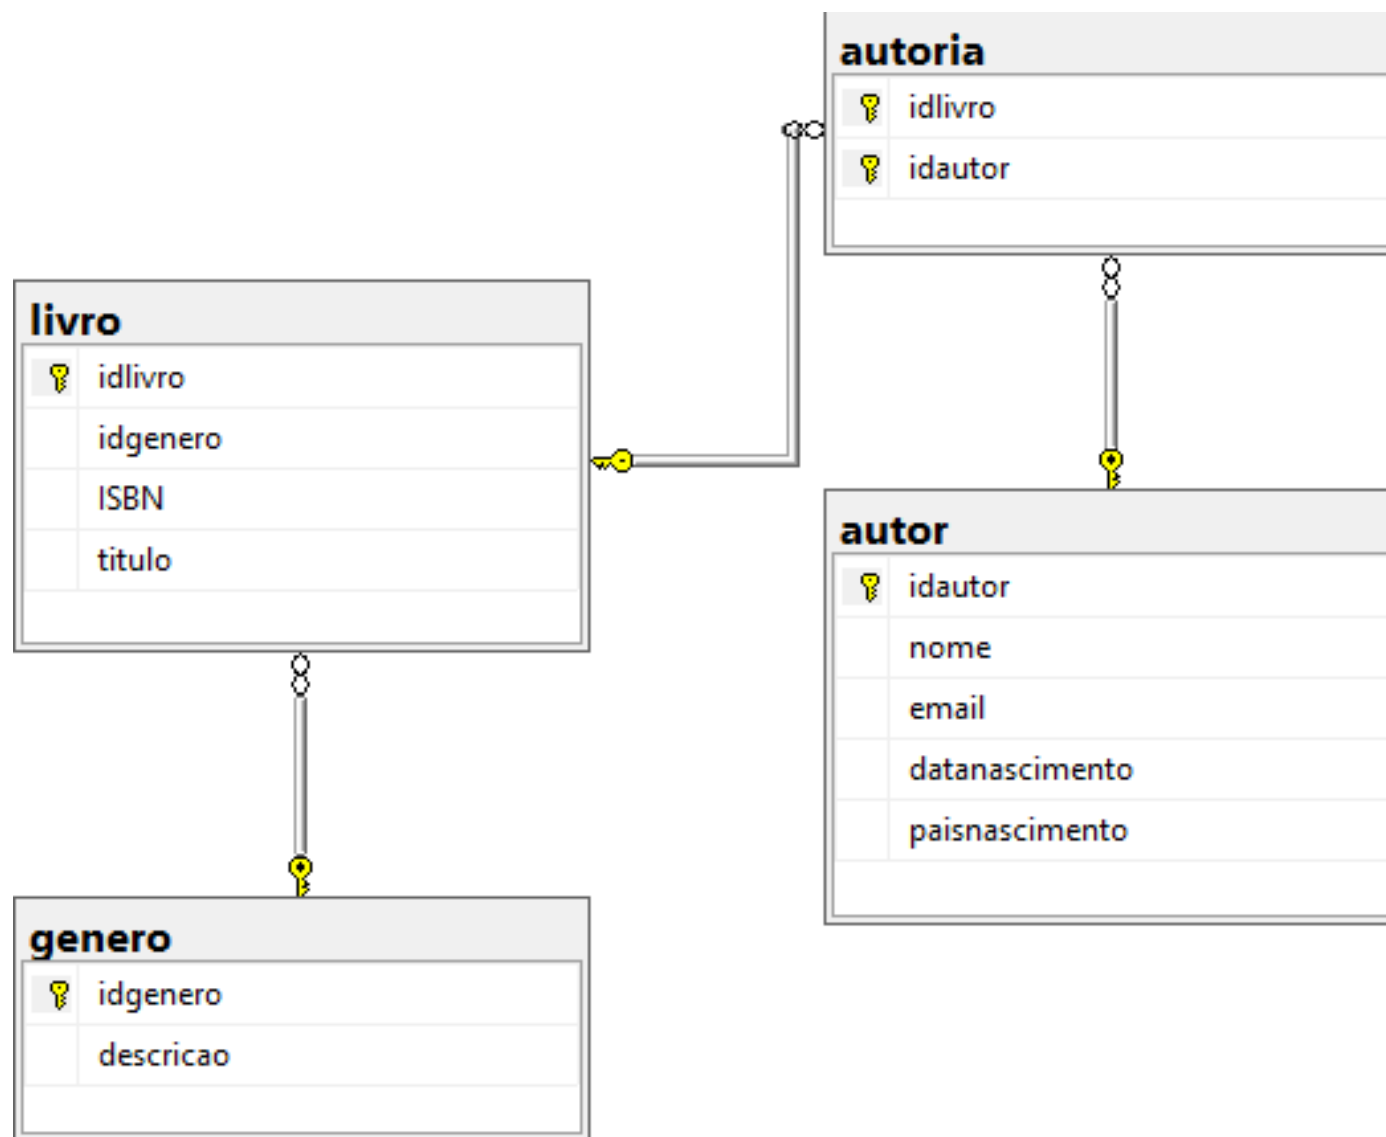 autoria
idlivro
idautor
livro
idlivro
idgenero
ISBN
titulo
autor
idautor
nome
email
datanascimento
paisnascimento
genero
idgenero
descricao